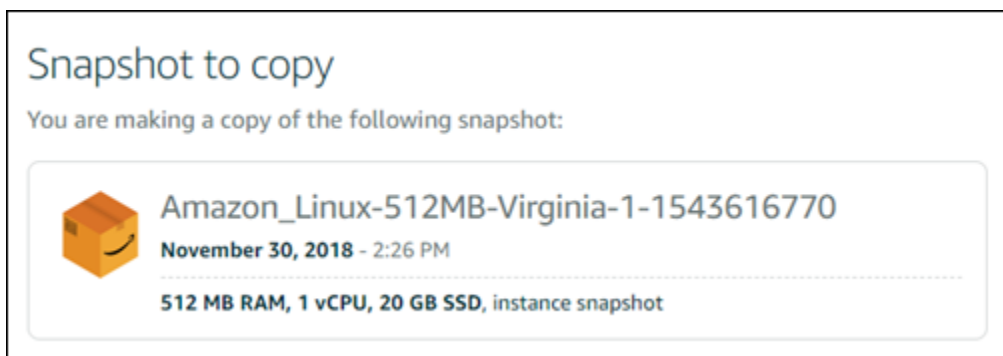 Snapshot to copy
You are making a copy of the following snapshot:
Amazon_Linux-512MB-Virginia-1-1543616770
November 30, 2018 - 2:26 PM
512 MB RAM, 1 vCPU, 20 GB SSD, instance snapshot